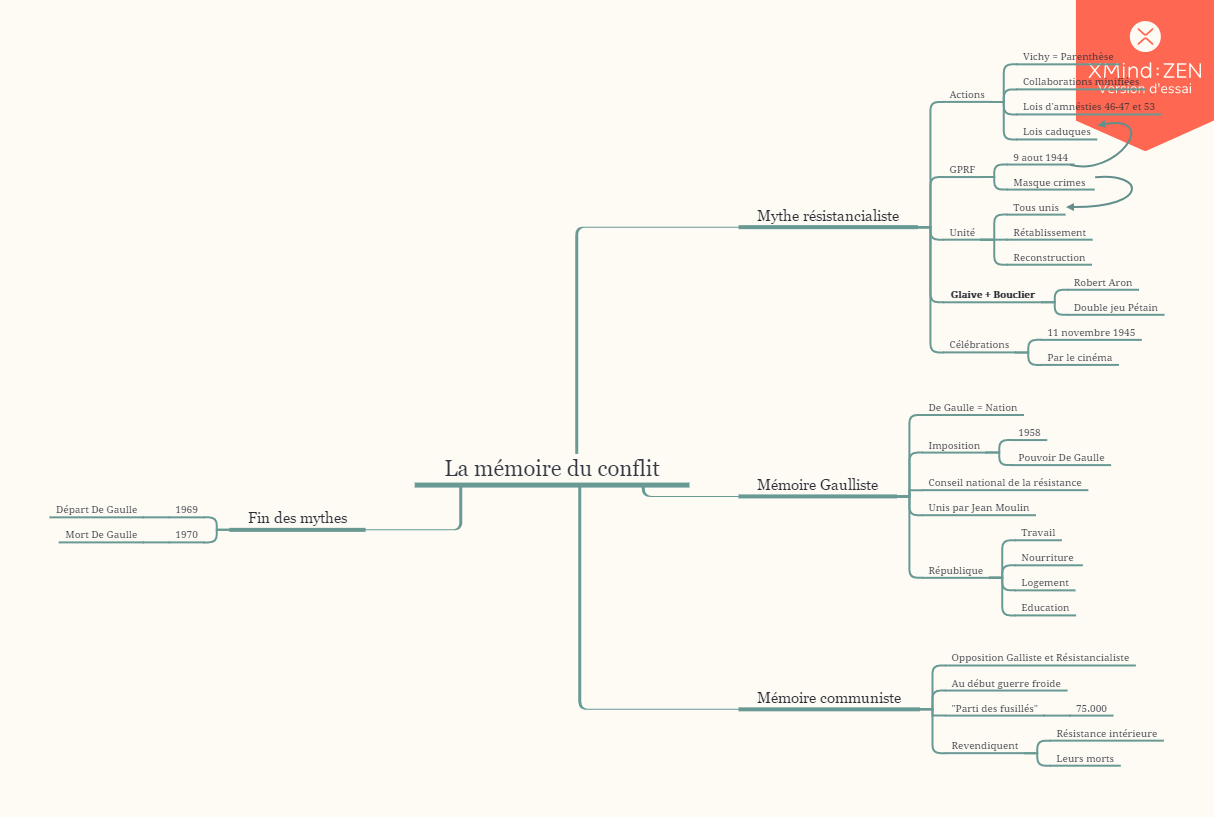 La mémoire du conflit
Mythe résistancialiste
Actions
Vichy = Parenthèse
Collaborations minifiées
Lois d'amnésties 46-47 et 53
Lois caduques
GPRF
9 aout 1944
Masque crimes
Unité
Tous unis
Rétablissement
Reconstruction
Glaive + Bouclier
Robert Aron
Double jeu Pétain
Célébrations
11 novembre 1945
Par le cinéma
Mémoire Gaulliste
De Gaulle = Nation
Imposition
1958
Pouvoir De Gaulle
Conseil national de la résistance
Unis par Jean Moulin
République
Travail
Nourriture
Logement
Education
Mémoire communiste
Opposition Galliste et Résistancialiste
Au début guerre froide
"Parti des fusillés"
75.000
Revendiquent
Résistance intérieure
Leurs morts
Fin des mythes
1969
Départ De Gaulle
1970
Mort De Gaulle
XMind:ZEN
Version d'essai